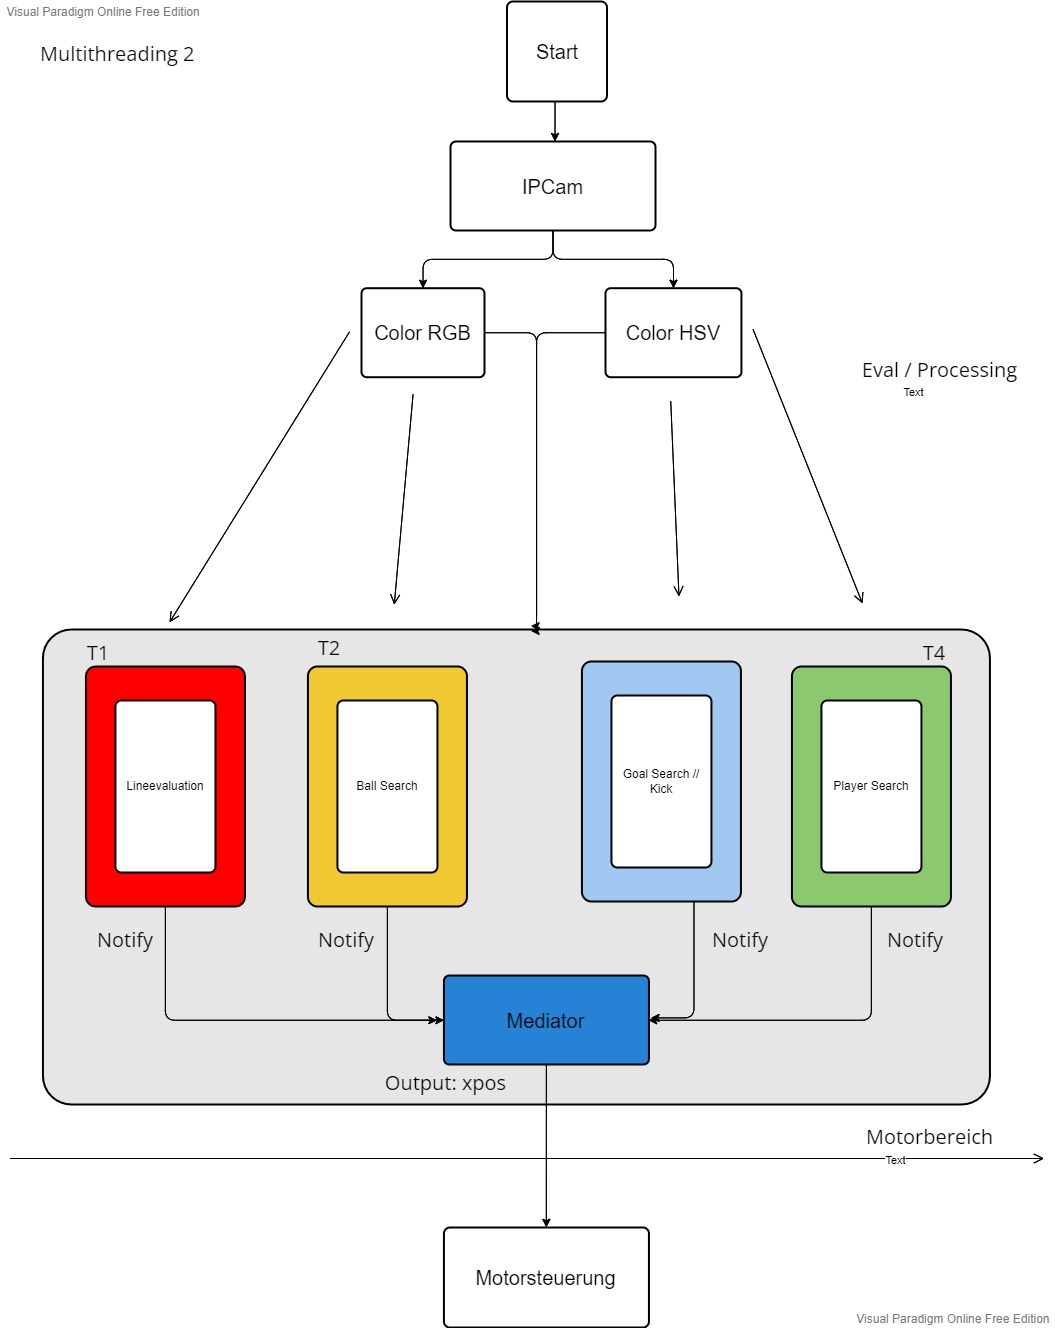 Visual Paradigm Online Free Edition
Multithreading 2
Start
IPCam
Color RGB
Color HSV
Eval / Processing
Text
T1
T2
T4
Lineevaluation
Ball Search
Goal Search //
Kick
Player Search
Notify
Notify
Notify
Notify
Mediator
Output: xpos
Motorbereich
Text
Motorsteuerung
Visual Paradigm Online Free Edition